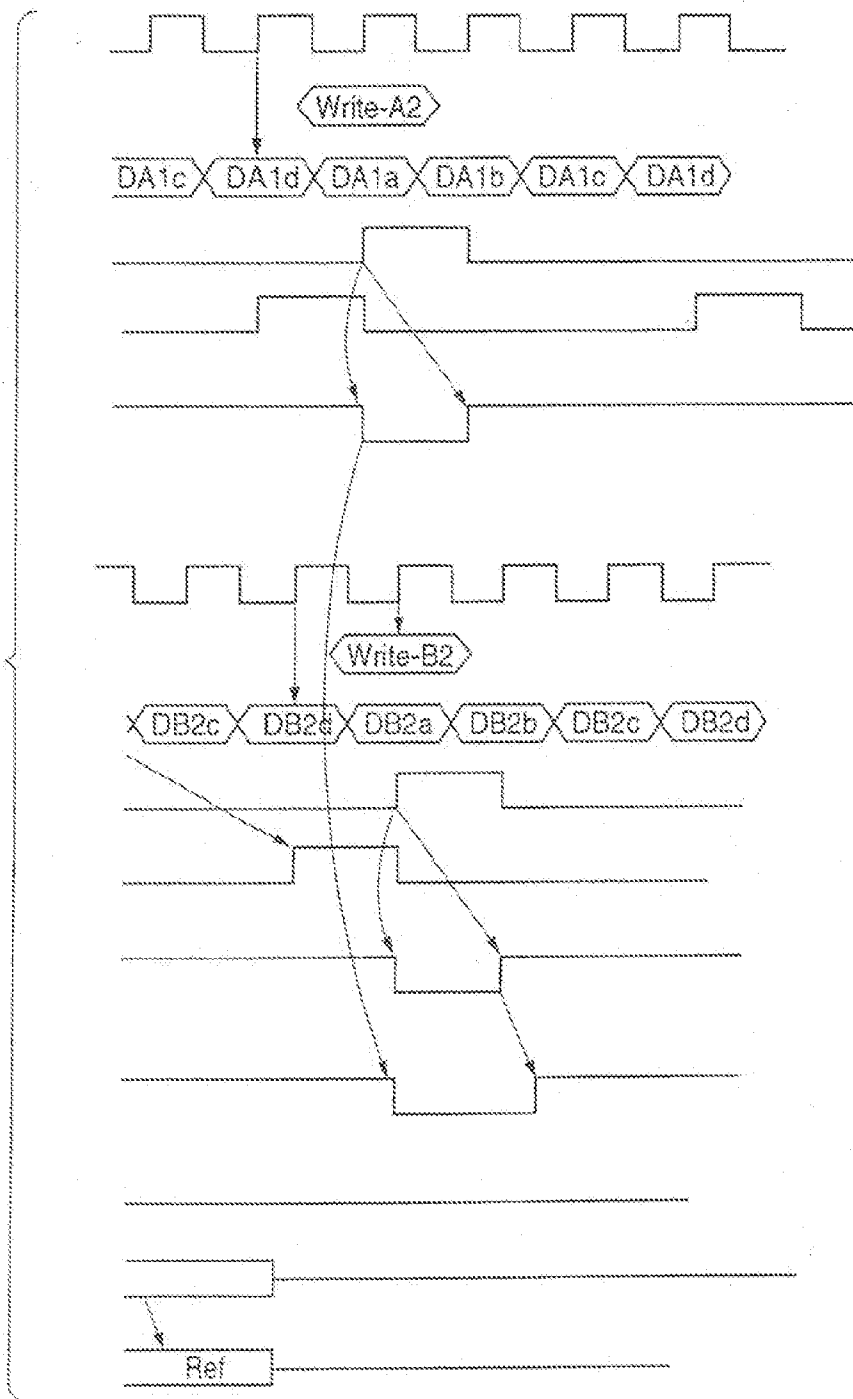 Write-A2
DA1c DA1d DA1a DA1b DA1c DA1d
Write-B2
DB2c DB2d DB2a DB2b DB2c DB2d
Ref